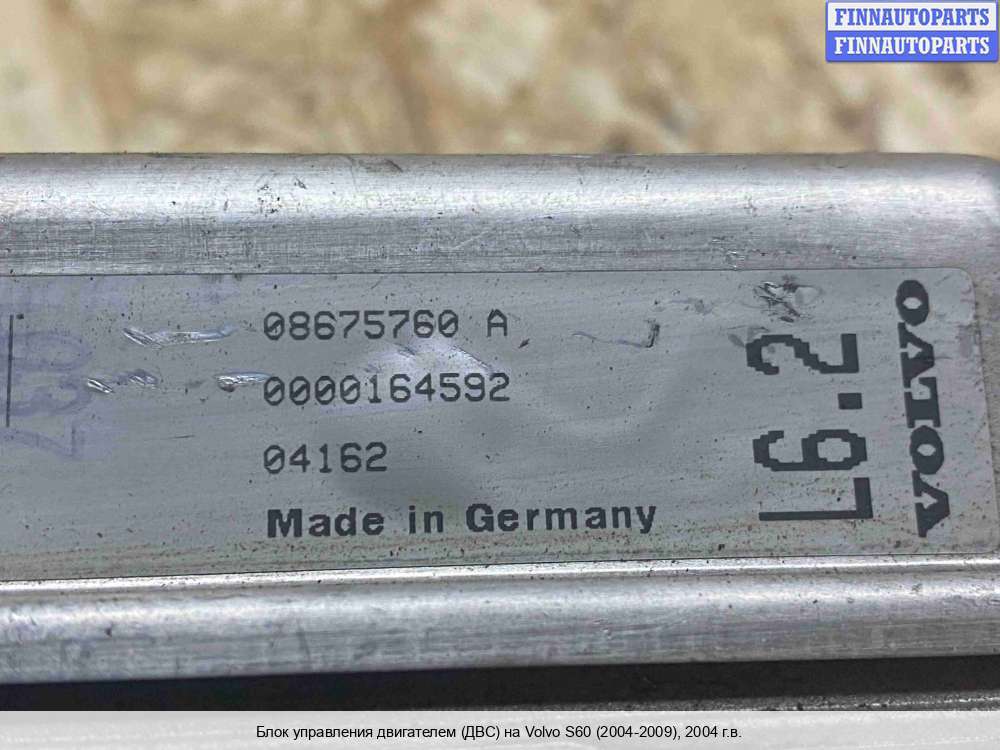 FINNAUTOPARTS
FINNAUTOPARTS
08675760 A
0000164592
04162
Made in Germany
L6.2
VOLVO
Блок управления двигателем (ДВС) на Volvo S60 (2004-2009), 2004 г.в.